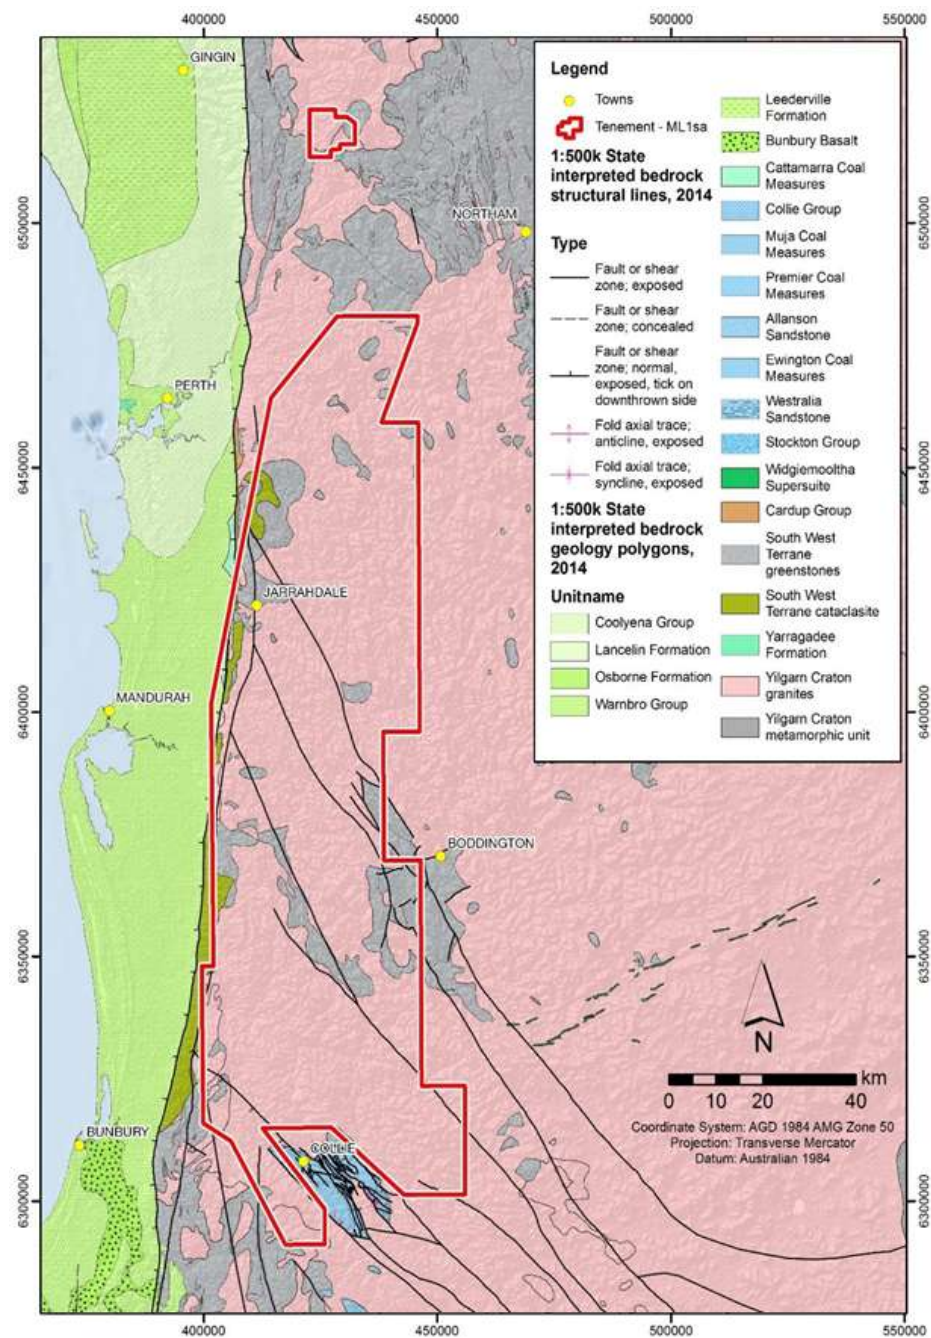 400000
450000
500000
550000
GINGIN
NORTHAM
PERTH
JARRAHDALE
MANDURAH
BODDINGTON
BUNBURY
COLLIE
6500000
6450000
6400000
6350000
6300000
Legend
Towns
Tenement - ML1sa
1:500k State
interpreted bedrock
structural lines, 2014
Type
Fault or shear
zone; exposed
Fault or shear
zone; concealed
Fault or shear
zone; normal,
exposed, tick on
downthrown side
Fold axial trace;
anticline, exposed
Fold axial trace;
syncline, exposed
1:500k State
interpreted bedrock
geology polygons,
2014
Unitname
Coolyena Group
Lancelin Formation
Osborne Formation
Warnbro Group
Leederville
Formation
Bunbury Basalt
Cattamarra Coal
Measures
Collie Group
Muja Coal
Measures
Premier Coal
Measures
Allanson
Sandstone
Ewington Coal
Measures
Westralia
Sandstone
Stockton Group
Widgiemooltha
Supersuite
Cardup Group
South West
Terrane
greenstones
South West
Terrane cataclasite
Yarragadee
Formation
Yilgarn Craton
granites
Yilgarn Craton
metamorphic unit
6500000
6450000
6400000
6350000
6300000
N
km
0 10 20 40
Coordinate System: AGD 1984 AMG Zone 50
Projection: Transverse Mercator
Datum: Australian 1984
400000
450000
500000
550000